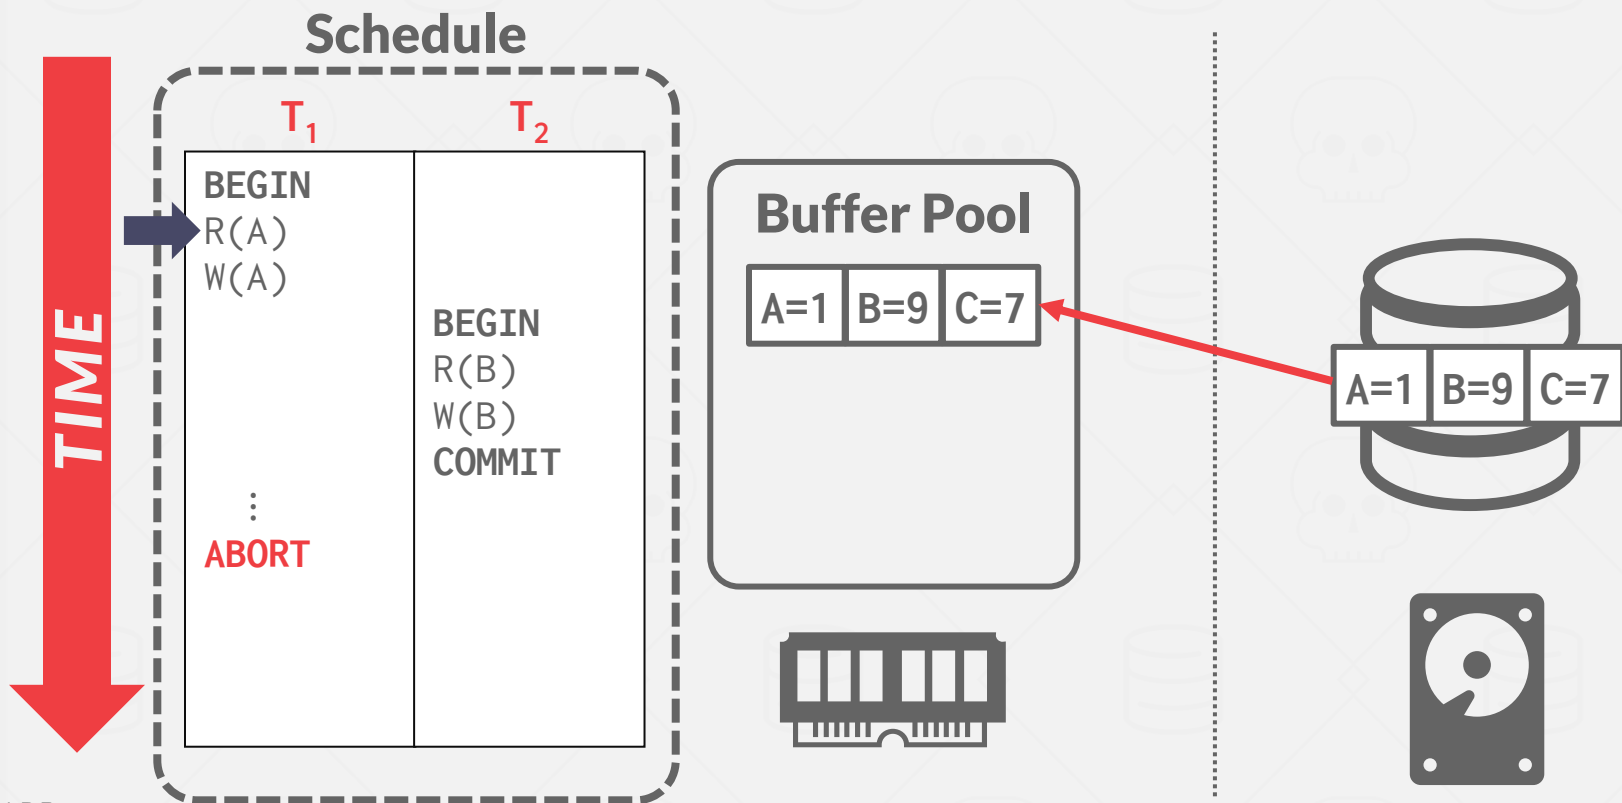 Schedule
TIME
T₁ T₂
BEGIN
R(A)
W(A)
BEGIN
R(B)
W(B)
COMMIT
⋮
ABORT
Buffer Pool
A=1 B=9 C=7
A=1 B=9 C=7